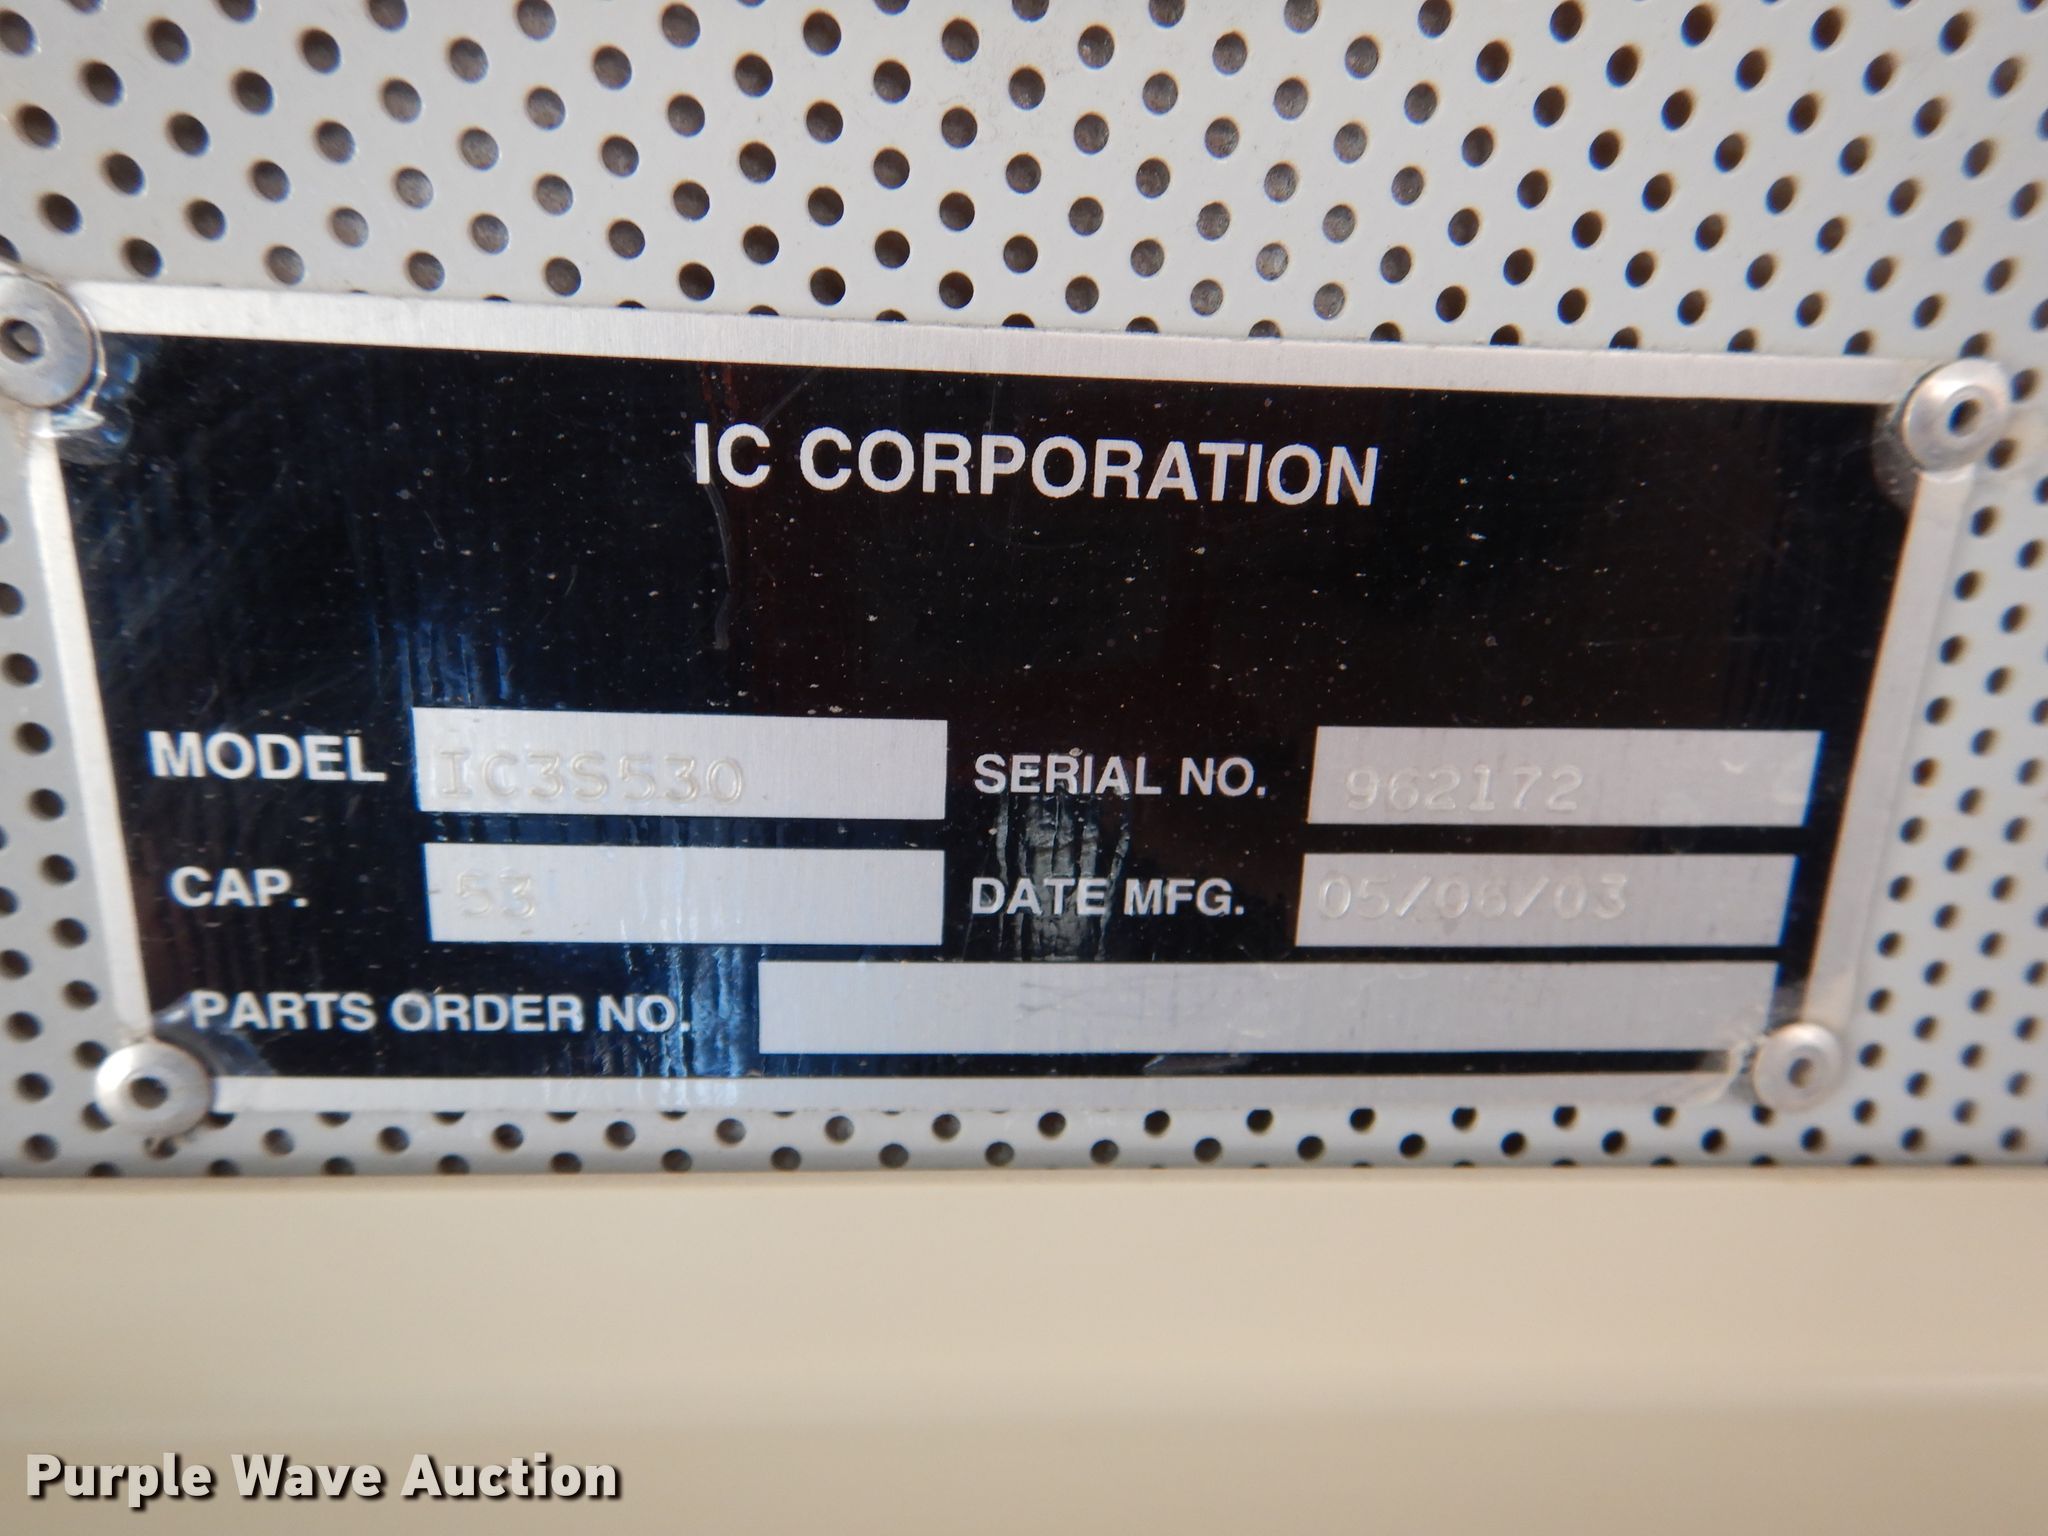 IC CORPORATION
MODEL IC3S530 SERIAL NO. 962172
CAP. 53 DATE MFG. 05/06/03
PARTS ORDER NO.
Purple Wave Auction